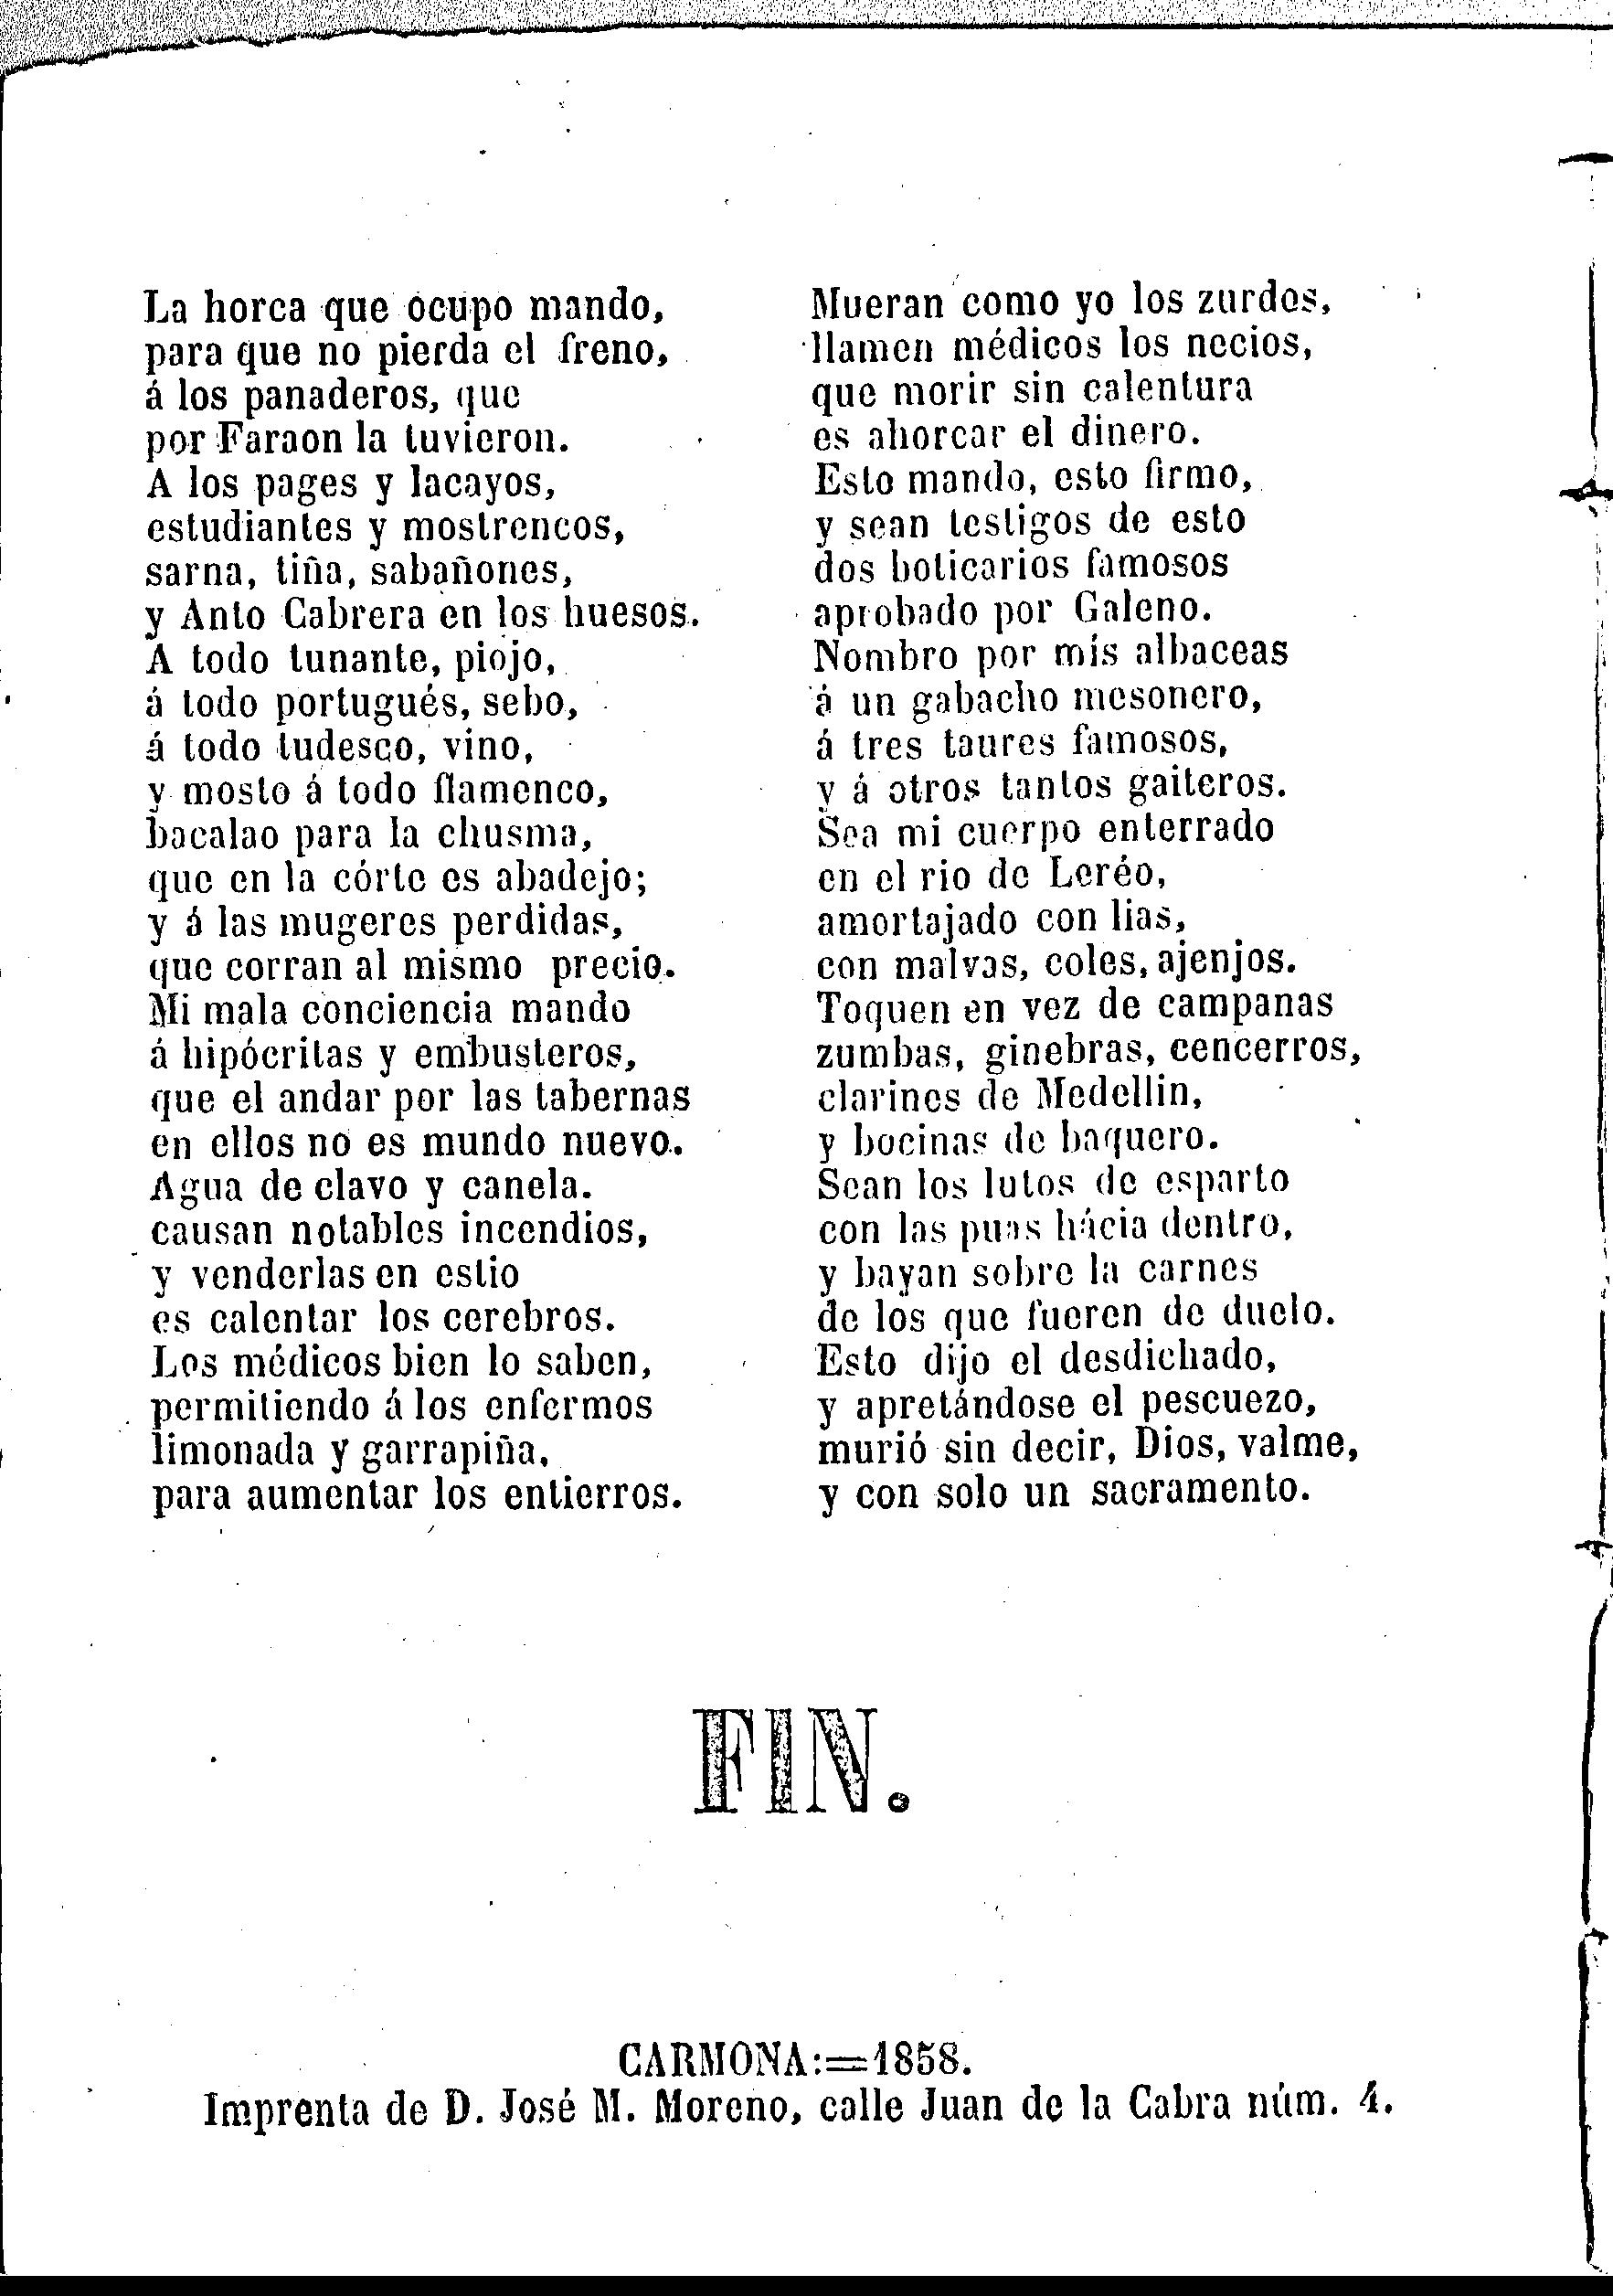 La horca que ocupo mando,
para que no pierda el freno,
á los panaderos, que
por Faraon la tuvieron.
A los pages y lacayos,
estudiantes y mostrencos,
sarna, tiña, sabañones,
y Anto Cabrera en los huesos.
A todo tunante, piojo,
á todo portugués, sebo,
á todo tudesco, vino,
y mosto á todo flamenco,
bacalao para la chusma,
que en la córte es abadejo;
y á las mugeres perdidas,
que corran al mismo precio.
Mi mala conciencia mando
á hipócritas y embusteros,
que el andar por las tabernas
en ellos no es mundo nuevo.
Agua de clavo y canela.
causan notables incendios,
y venderlas en estio
es calentar los cerebros.
Los médicos bien lo saben,
permitiendo á los enfermos
limonada y garrapiña,
para aumentar los entierros.
Mueran como yo los zurdos,
llamen médicos los necios,
que morir sin calentura
es ahorcar el dinero.
Esto mando, esto firmo,
y sean testigos de esto
dos boticarios famosos
aprobado por Galeno.
Nombro por mis albaceas
á un gabacho mesonero,
á tres taures famosos,
y á otros tantos gaiteros.
Sea mi cuerpo enterrado
en el rio de Leréo,
amortajado con lias,
con malvas, coles, ajenjos.
Toquen en vez de campanas
zumbas, ginebras, cencerros,
clarines de Medellin,
y bocinas de baquero.
Sean los lutos de esparto
con las puas hácia dentro,
y bayan sobre la carnes
de los que fueren de duelo.
Esto dijo el desdichado,
y apretándose el pescuezo,
murió sin decir, Dios, valme,
y con solo un sacramento.
FIN.
CARMONA:=1858.
Imprenta de D. José M. Moreno, calle Juan de la Cabra núm. 4.